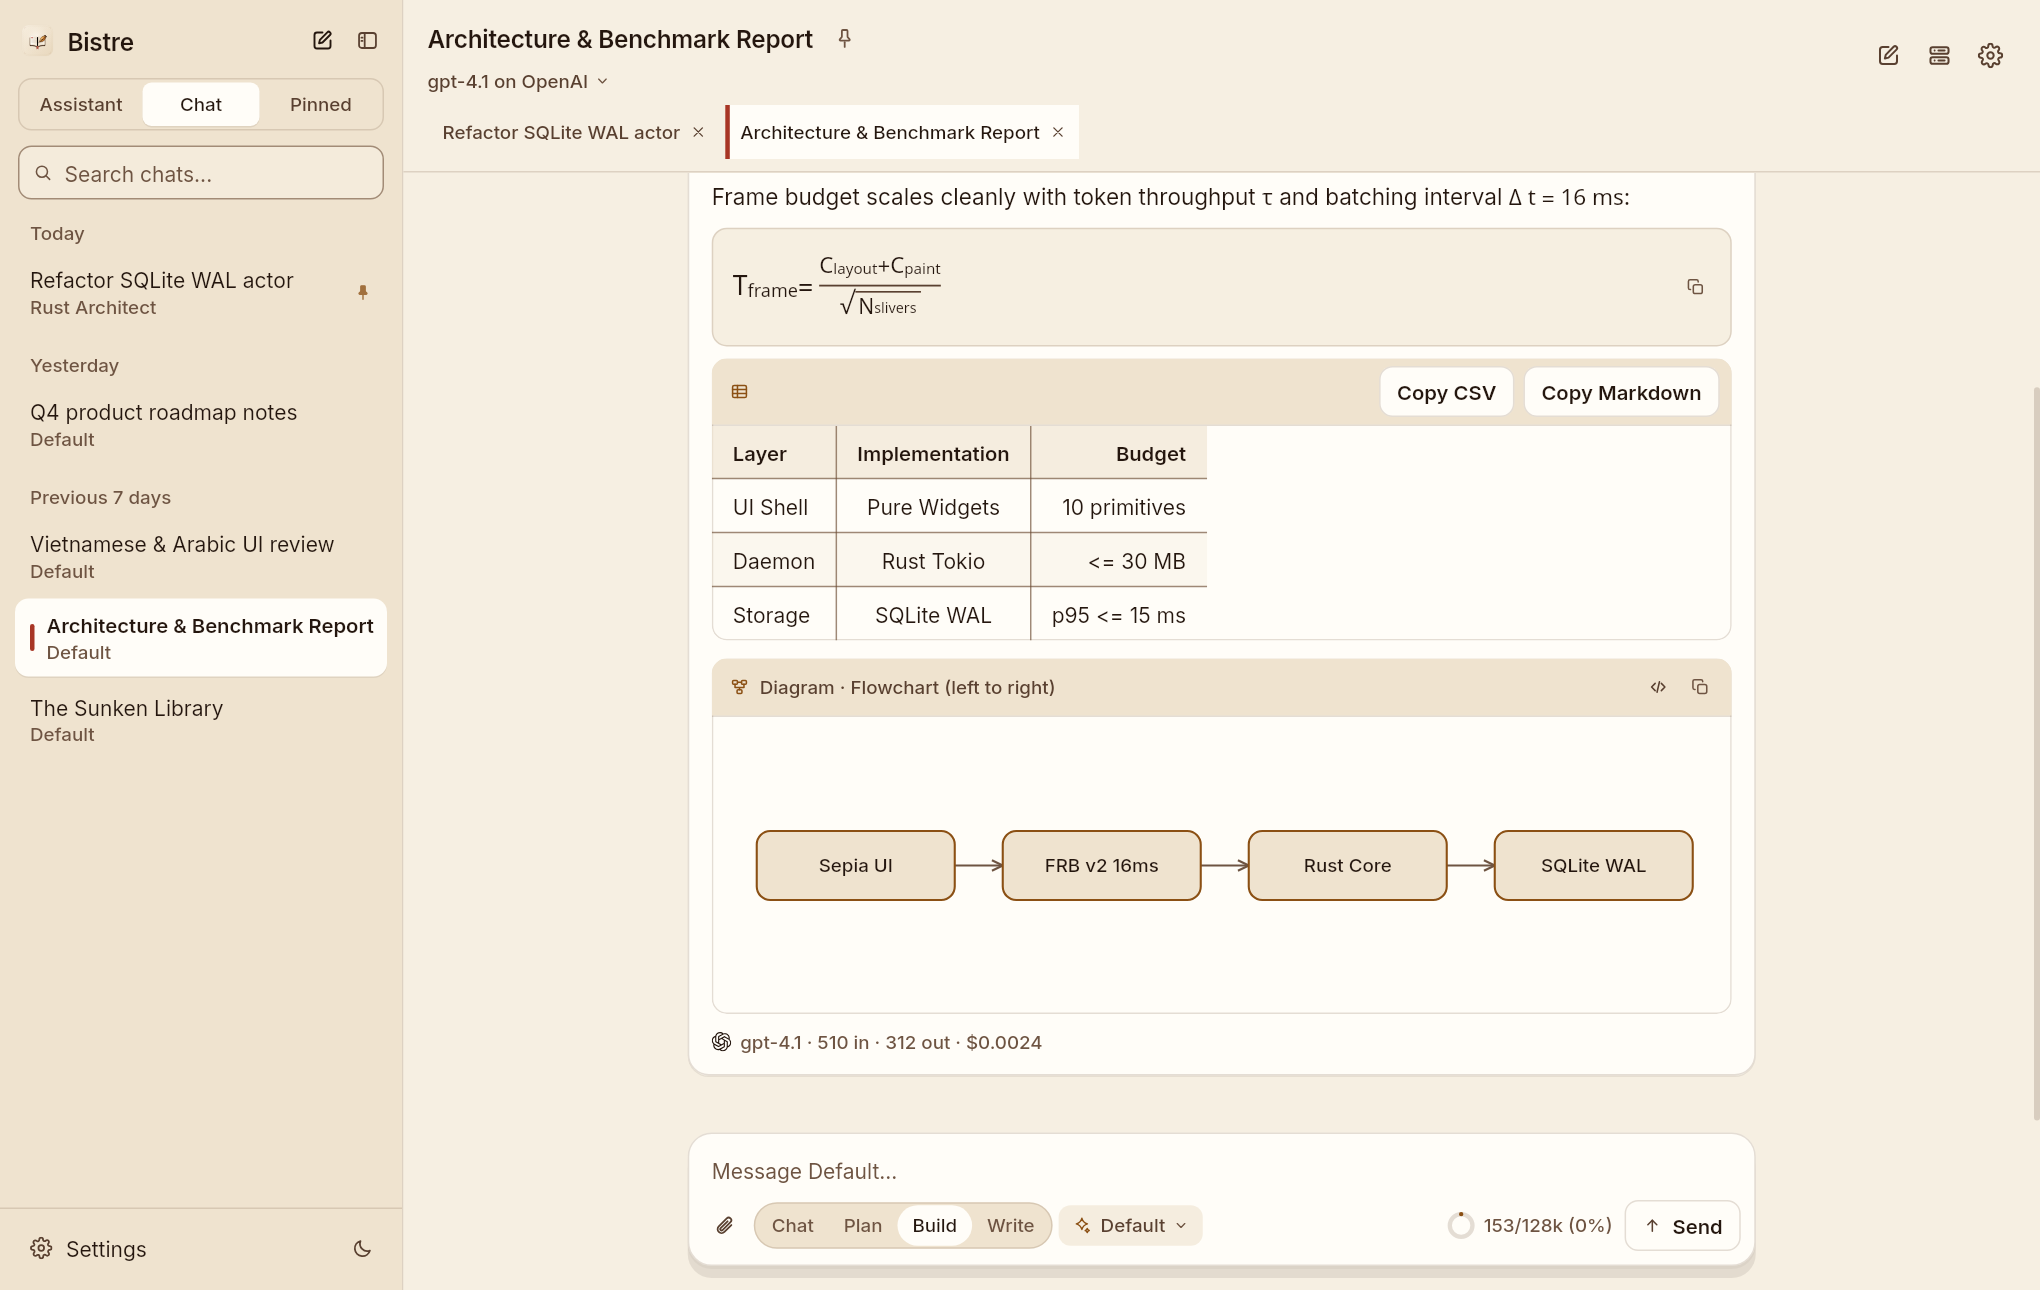 Bistre
Assistant
Chat
Pinned
Search chats...
Today
Refactor SQLite WAL actor
Rust Architect
Yesterday
Q4 product roadmap notes
Default
Previous 7 days
Vietnamese & Arabic UI review
Default
Architecture & Benchmark Report
Default
The Sunken Library
Default
Settings
Architecture & Benchmark Report
gpt-4.1 on OpenAI
Refactor SQLite WAL actor
Architecture & Benchmark Report
Frame budget scales cleanly with token throughput τ and batching interval Δ t = 16 ms:
T_frame = (C_layout+C_paint) / √N_slivers
Copy CSV
Copy Markdown
Layer Implementation Budget
UI Shell Pure Widgets 10 primitives
Daemon Rust Tokio <= 30 MB
Storage SQLite WAL p95 <= 15 ms
Diagram · Flowchart (left to right)
Sepia UI
FRB v2 16ms
Rust Core
SQLite WAL
gpt-4.1 · 510 in · 312 out · $0.0024
Message Default...
Chat
Plan
Build
Write
Default
153/128k (0%)
Send